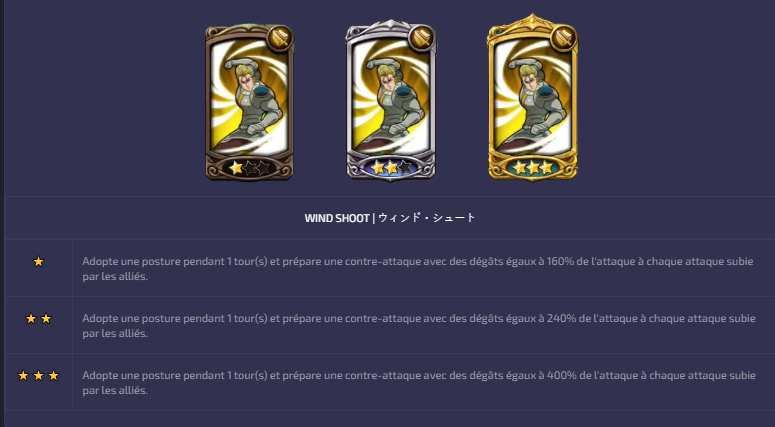 WIND SHOOT | ウィンド・シュート
Adopte une posture pendant 1 tour(s) et prépare une contre-attaque avec des dégâts égaux à 160% de l'attaque à chaque attaque subie
par les alliés.
Adopte une posture pendant 1 tour(s) et prépare une contre-attaque avec des dégâts égaux à 240% de l'attaque à chaque attaque subie
par les alliés.
Adopte une posture pendant 1 tour(s) et prépare une contre-attaque avec des dégâts égaux à 400% de l'attaque à chaque attaque subie
par les alliés.